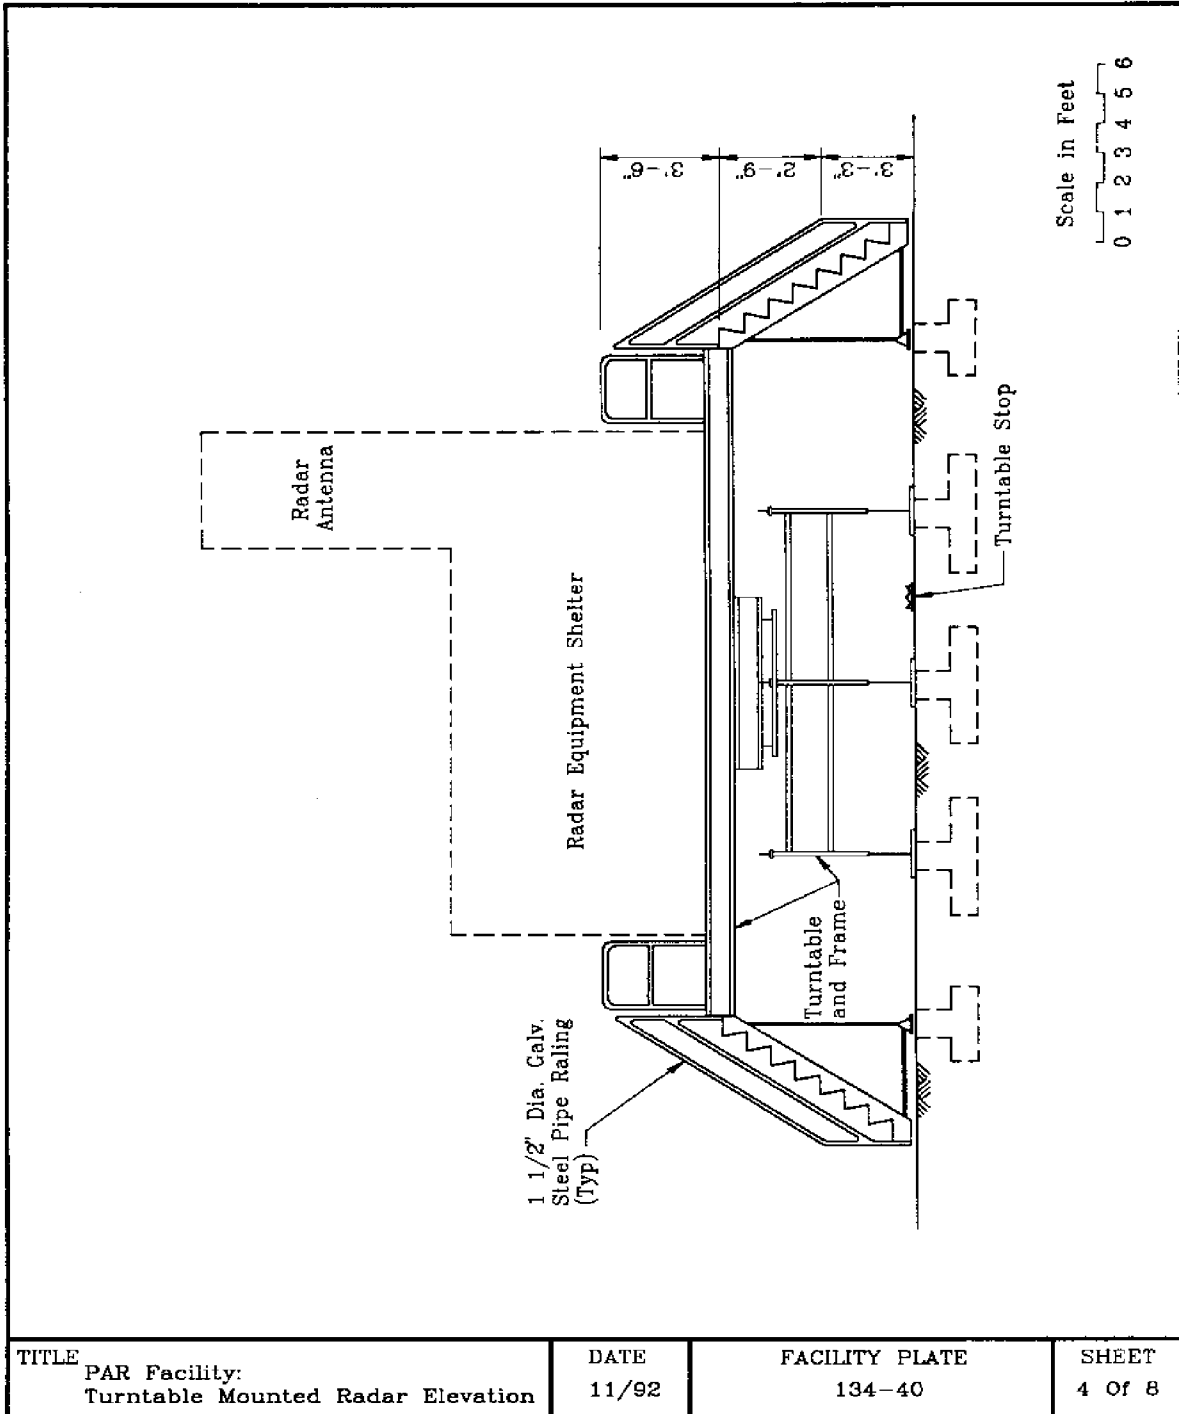 Scale in Feet
0 1 2 3 4 5 6
3'-6"
2'-9"
3'-3"
Radar
Antenna
Radar Equipment Shelter
Turntable Stop
Turntable
and Frame
1 1/2" Dia. Galv.
Steel Pipe Raling
(Typ)
TITLE
PAR Facility:
Turntable Mounted Radar Elevation
DATE
11/92
FACILITY PLATE
134-40
SHEET
4 Of 8